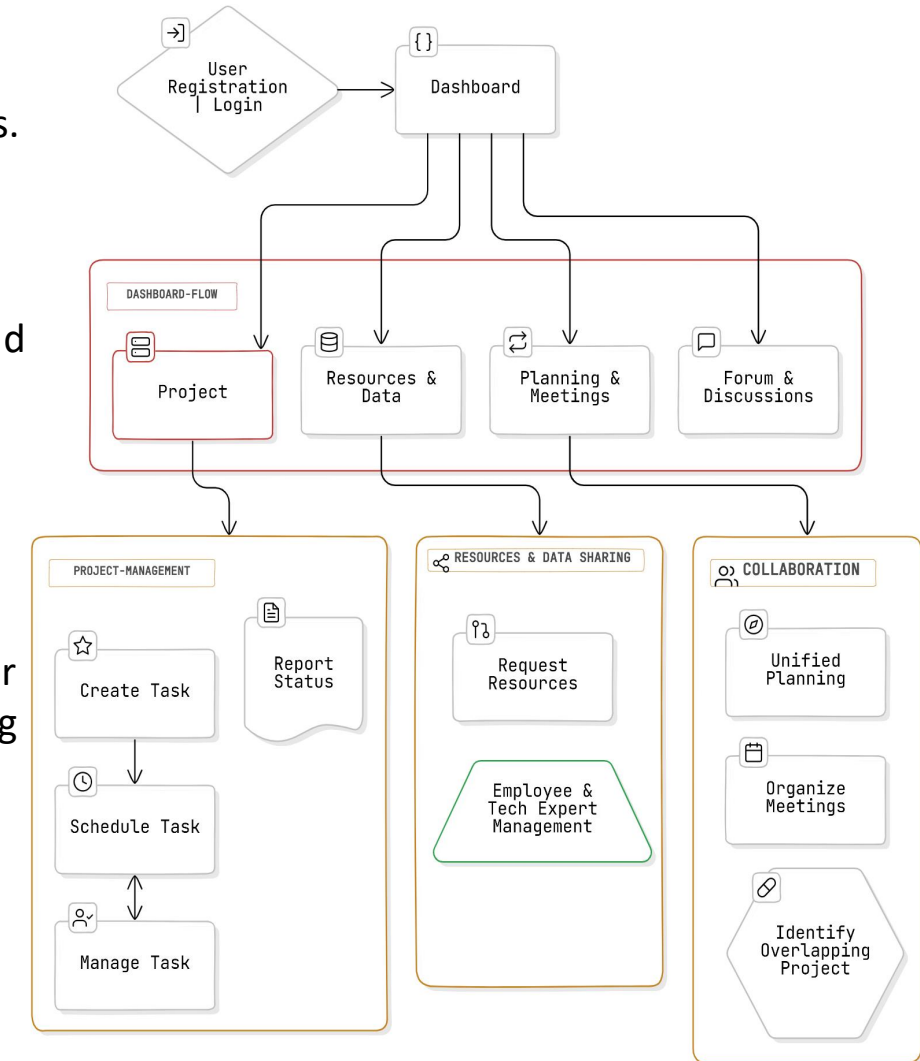 User
Registration
| Login
{}
Dashboard
s.
DASHBOARD-FLOW
d
Project
Resources &
Data
Planning &
Meetings
Forum &
Discussions
PROJECT-MANAGEMENT
RESOURCES & DATA SHARING
COLLABORATION
Create Task
Report
Status
Request
Resources
Unified
Planning
r
g
Schedule Task
Employee &
Tech Expert
Management
Organize
Meetings
Manage Task
Identify
Overlapping
Project